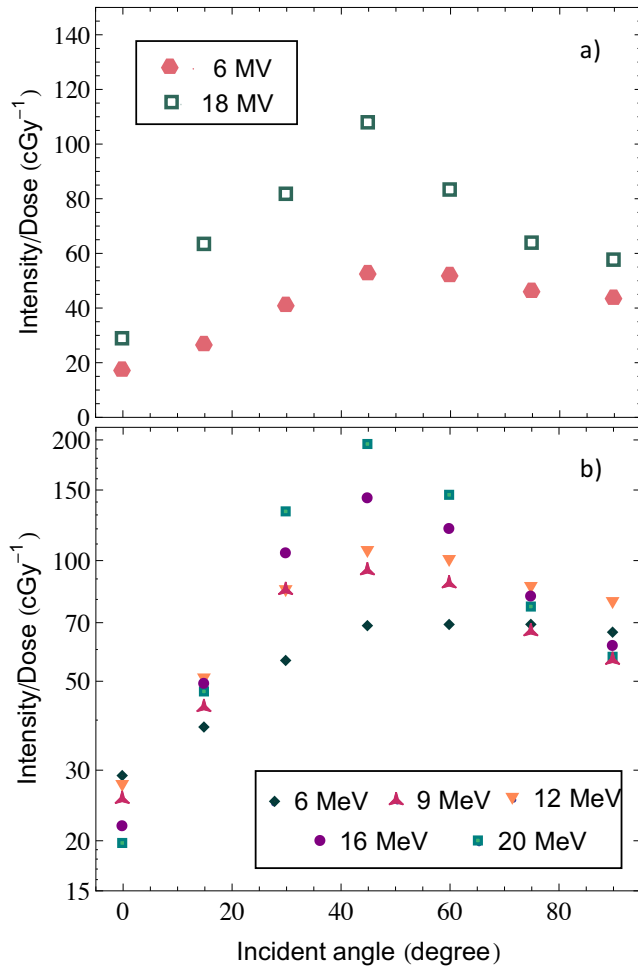 140
120
100
80
60
40
20
0
Intensity/Dose (cGy⁻¹)
a)
6 MV
18 MV
200
150
100
70
50
30
20
15
Intensity/Dose (cGy⁻¹)
b)
6 MeV 9 MeV 12 MeV
16 MeV 20 MeV
0 20 40 60 80
Incident angle (degree)